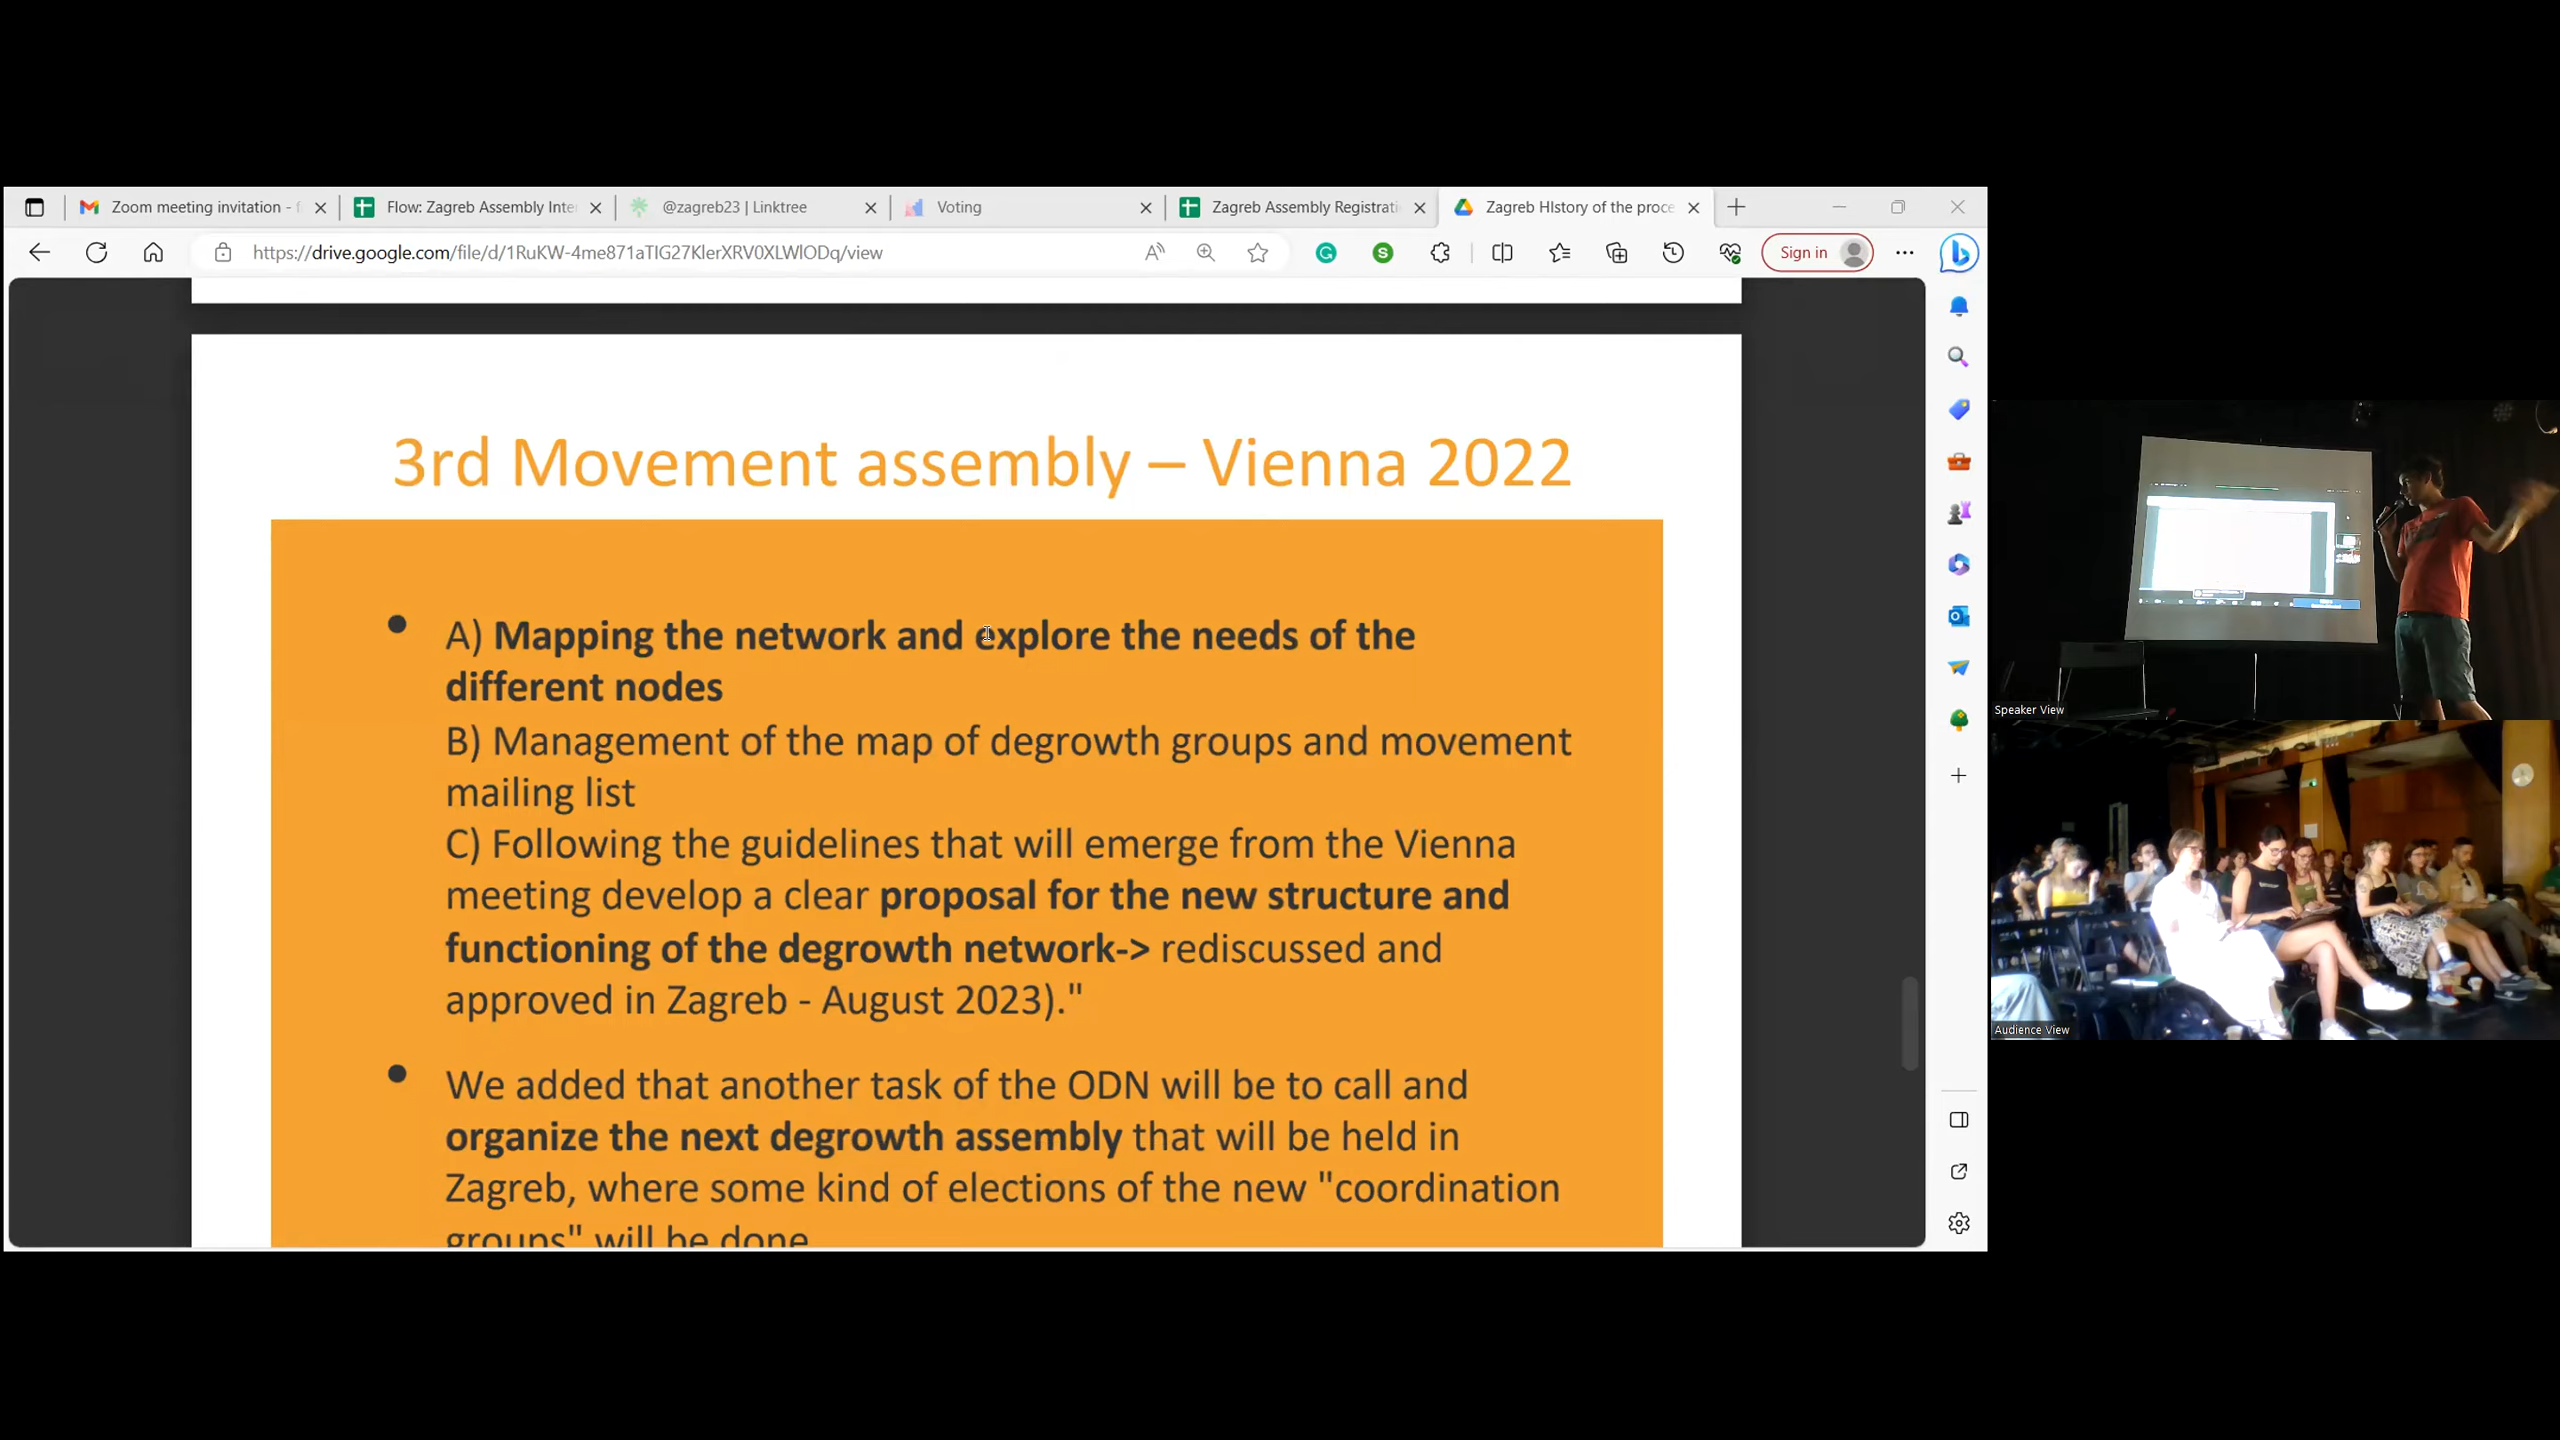 Zoom meeting invitation - f
Flow: Zagreb Assembly Inte
@zagreb23 | Linktree
Voting
Zagreb Assembly Registrati
Zagreb HIstory of the proce
https://drive.google.com/file/d/1RuKW-4me871aTIG27KlerXRV0XLWlODq/view
Sign in
3rd Movement assembly – Vienna 2022
A) Mapping the network and explore the needs of the
different nodes
B) Management of the map of degrowth groups and movement
mailing list
C) Following the guidelines that will emerge from the Vienna
meeting develop a clear proposal for the new structure and
functioning of the degrowth network-> rediscussed and
approved in Zagreb - August 2023)."
We added that another task of the ODN will be to call and
organize the next degrowth assembly that will be held in
Zagreb, where some kind of elections of the new "coordination
groups" will be done
Speaker View
Audience View